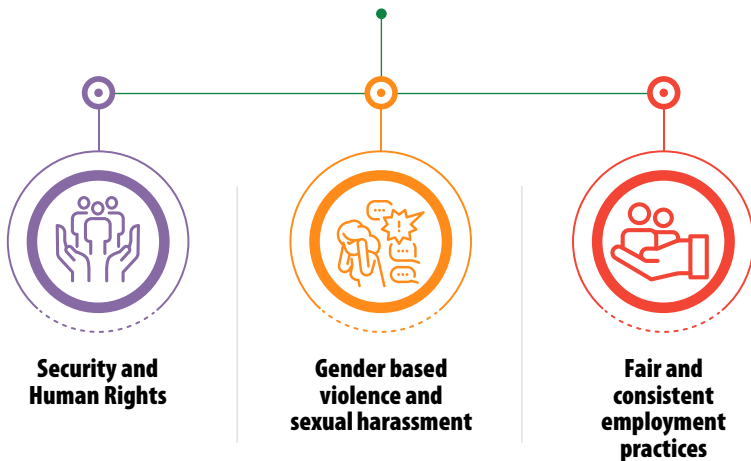 Security and
Human Rights
Gender based
violence and
sexual harassment
Fair and
consistent
employment
practices